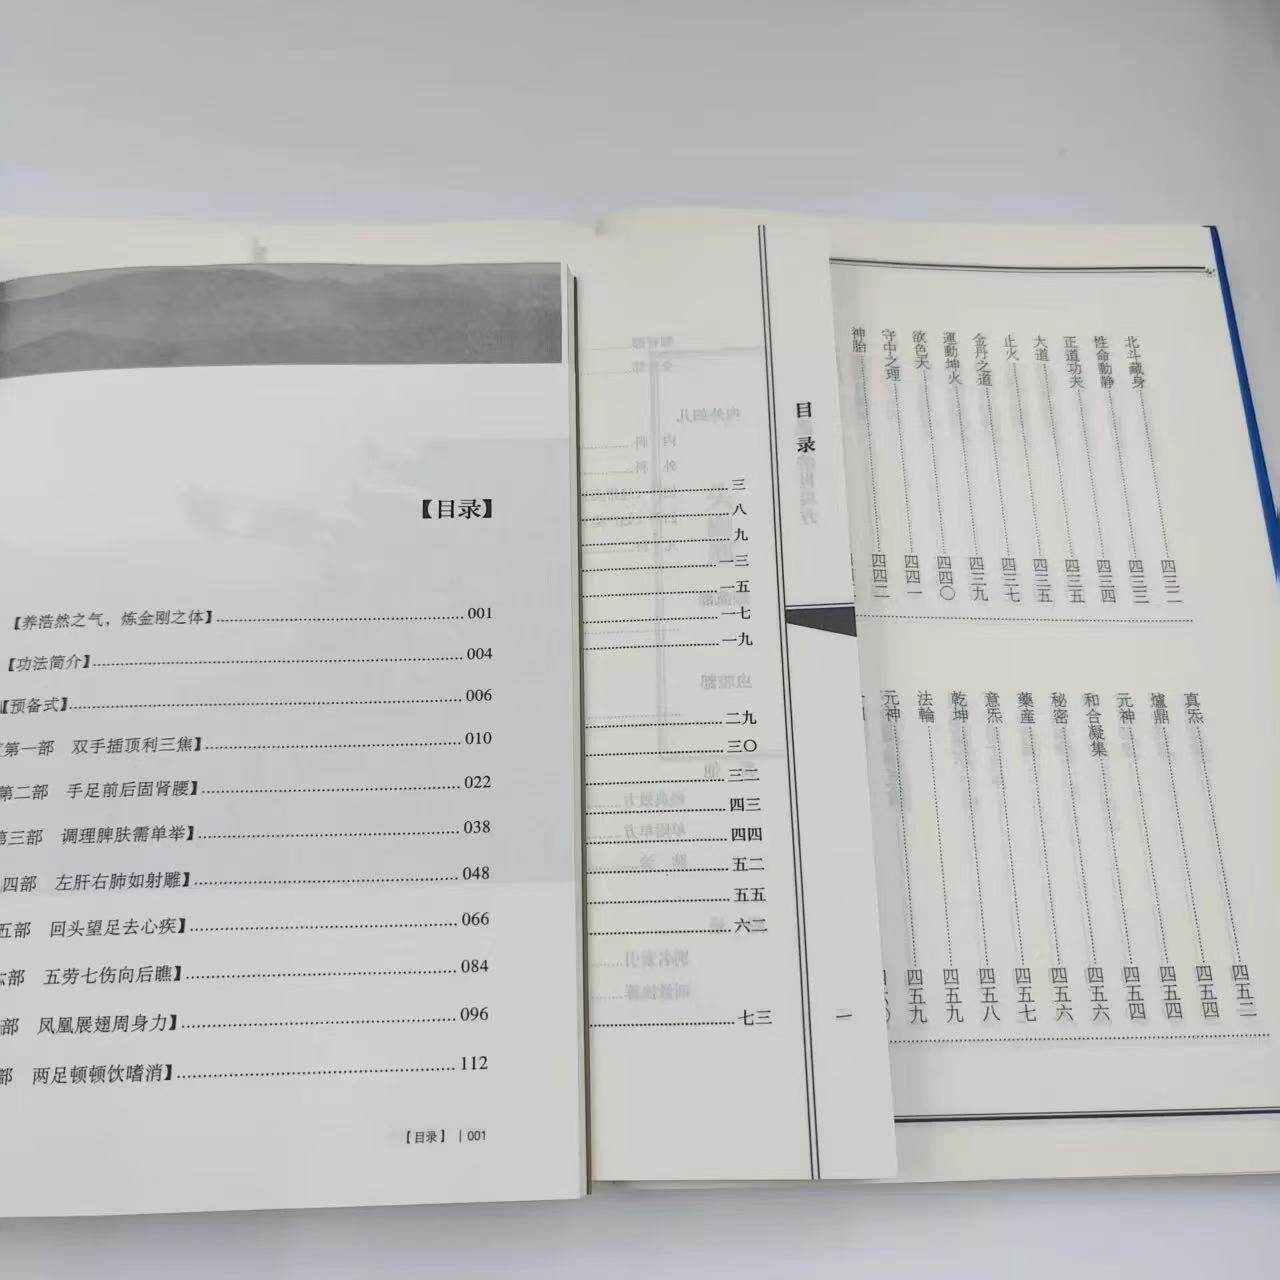 【目录】
【养浩然之气，炼金刚之体】 001
【功法简介】 004
【预备式】 006
第一部 双手插顶利三焦】 010
第二部 手足前后固肾腰】 022
第三部 调理脾肤需单举】 038
四部 左肝右肺如射雕】 048
五部 回头望足去心疾】 066
部 五劳七伤向后瞧】 084
部 凤凰展翅周身力】 096
部 两足顿顿饮嗜消】 112
【目录】 | 001
三
八
九
一三
一五
一七
一九
二九
三〇
三三
四三
四四
五二
五五
六二
七三
目录
一
北斗藏身 四三二
性命動静 四三三
正道功夫 四三四
大道 四三五
止火 四三五
金丹之道 四三七
運動坤火 四三九
欲色天 四四〇
守中之理 四四一
神胎 四四二
真炁 四五二
爐鼎 四五四
元神 四五四
和合凝集 四五四
秘密 四五六
藥産 四五六
意炁 四五七
乾坤 四五八
法輪 四五九
元神 四五九